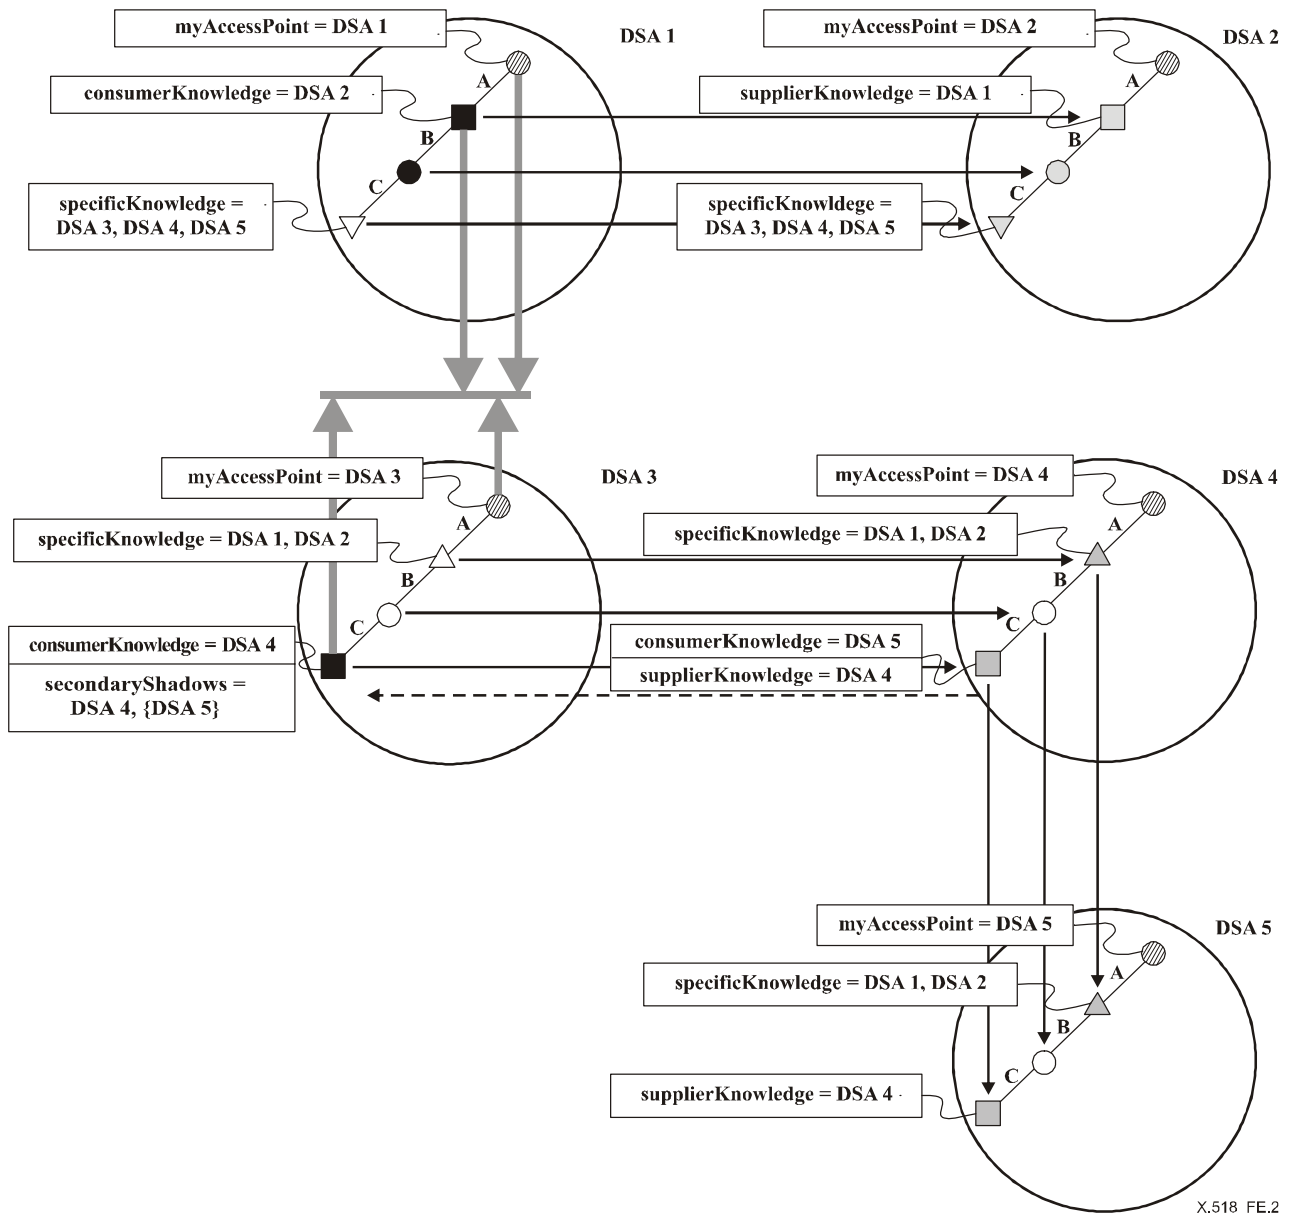 myAccessPoint = DSA 1
DSA 1
A
consumerKnowledge = DSA 2
B
C
specificKnowledge =
DSA 3, DSA 4, DSA 5
myAccessPoint = DSA 2
DSA 2
A
supplierKnowledge = DSA 1
B
C
specificKnowldege =
DSA 3, DSA 4, DSA 5
myAccessPoint = DSA 3
DSA 3
A
specificKnowledge = DSA 1, DSA 2
B
C
consumerKnowledge = DSA 4
secondaryShadows =
DSA 4, {DSA 5}
myAccessPoint = DSA 4
DSA 4
A
specificKnowledge = DSA 1, DSA 2
B
C
consumerKnowledge = DSA 5
supplierKnowledge = DSA 4
myAccessPoint = DSA 5
DSA 5
A
specificKnowledge = DSA 1, DSA 2
B
C
supplierKnowledge = DSA 4
X.518_FE.2